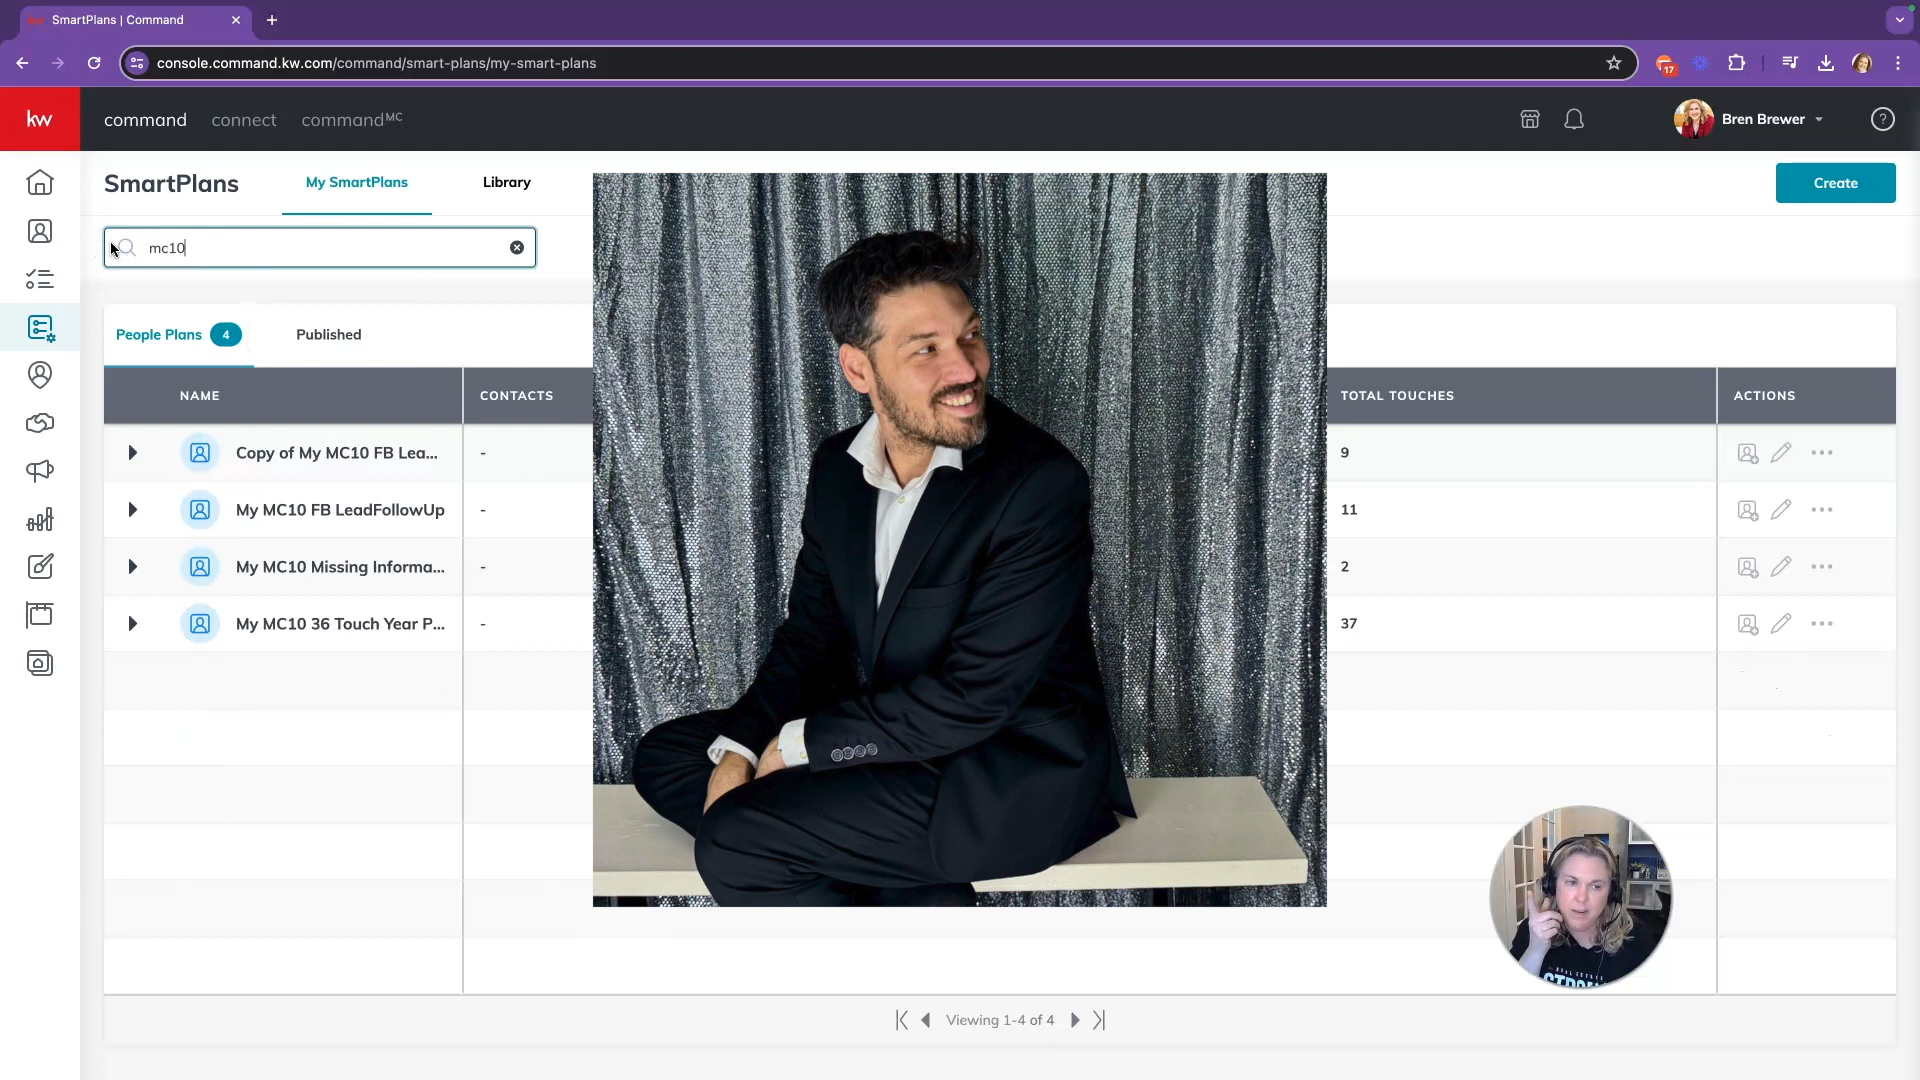 SmartPlans | Command
console.command.kw.com/command/smart-plans/my-smart-plans
17
kw
command
connect
commandMC
Bren Brewer
SmartPlans
My SmartPlans
Library
Create
mc10
People Plans 4
Published
NAME
CONTACTS
TOTAL TOUCHES
ACTIONS
Copy of My MC10 FB Lea...
-
9
My MC10 FB LeadFollowUp
-
11
My MC10 Missing Informa...
-
2
My MC10 36 Touch Year P...
-
37
Viewing 1-4 of 4